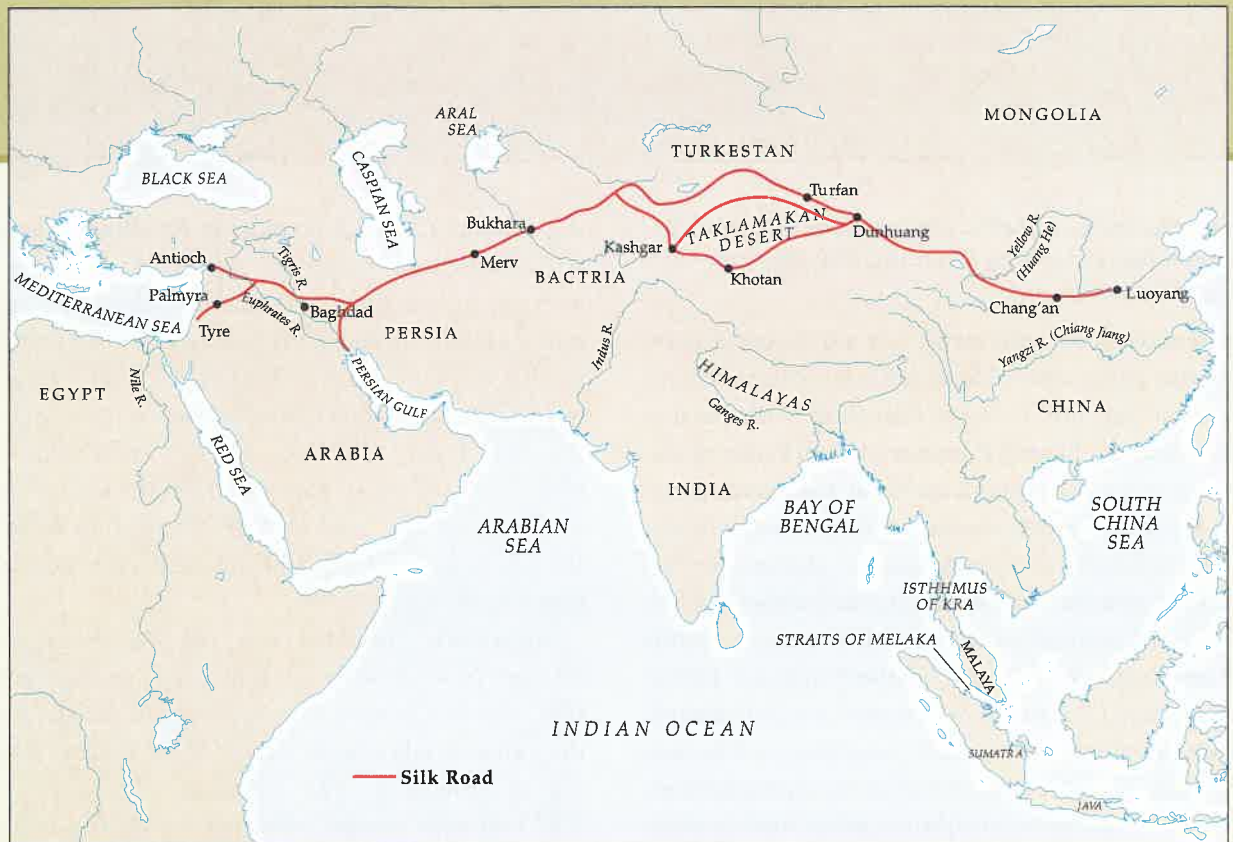 MONGOLIA
ARAL
SEA
TURKESTAN
BLACK SEA
CASPIAN SEA
Turfan
Bukhara
TAKLAMAKAN
DESERT
Dunhuang
Yellow R.
(Huang He)
Kashgar
Antioch
Tigris R.
Merv
BACTRIA
Khotan
MEDITERRANEAN SEA
Palmyra
Euphrates R.
Baghdad
Chang'an
Luoyang
Tyre
PERSIA
Indus R.
Yangzi R. (Chiang Jiang)
EGYPT
Nile R.
PERSIAN GULF
HIMALAYAS
Ganges R.
CHINA
RED SEA
ARABIA
INDIA
ARABIAN
SEA
BAY OF
BENGAL
SOUTH
CHINA
SEA
ISTHHMUS
OF KRA
STRAITS OF MELAKA
MALAYA
INDIAN OCEAN
SUMATRA
Silk Road
JAVA